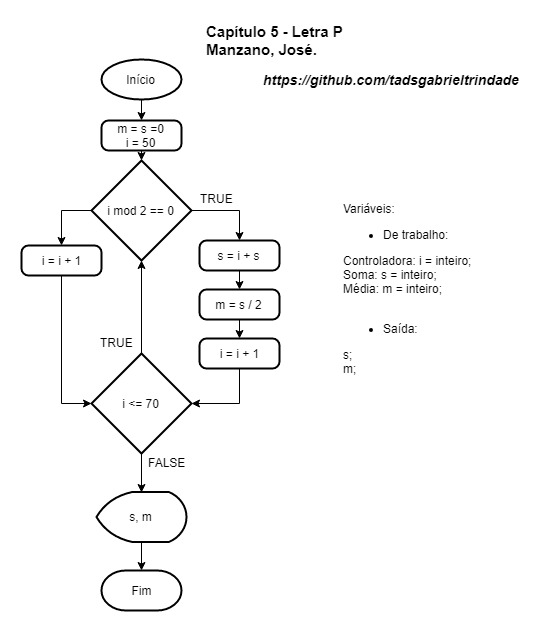 Capítulo 5 - Letra P
Manzano, José.
https://github.com/tadsgabrieltrindade
Início
m = s =0
i = 50
i mod 2 == 0
TRUE
i = i + 1
s = i + s
m = s / 2
i = i + 1
TRUE
i <= 70
FALSE
s, m
Fim
Variáveis:
• De trabalho:
Controladora: i = inteiro;
Soma: s = inteiro;
Média: m = inteiro;
• Saída:
s;
m;